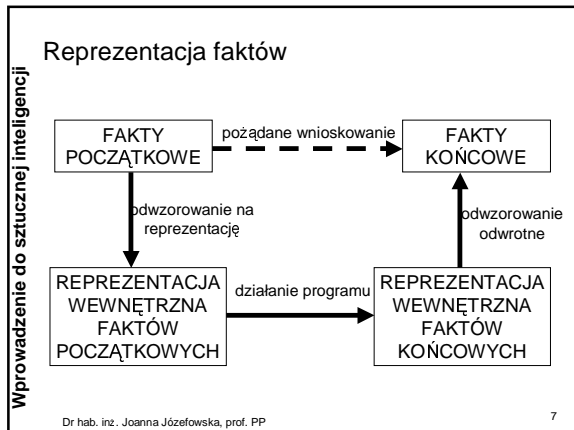 Wprowadzenie do sztucznej inteligencji
Reprezentacja faktów
FAKTY
POCZĄTKOWE
pożądane wnioskowanie
FAKTY
KOŃCOWE
odwzorowanie na
reprezentację
odwzorowanie
odwrotne
REPREZENTACJA
WEWNĘTRZNA
FAKTÓW
POCZĄTKOWYCH
działanie programu
REPREZENTACJA
WEWNĘTRZNA
FAKTÓW
KOŃCOWYCH
Dr hab. inż. Joanna Józefowska, prof. PP
7